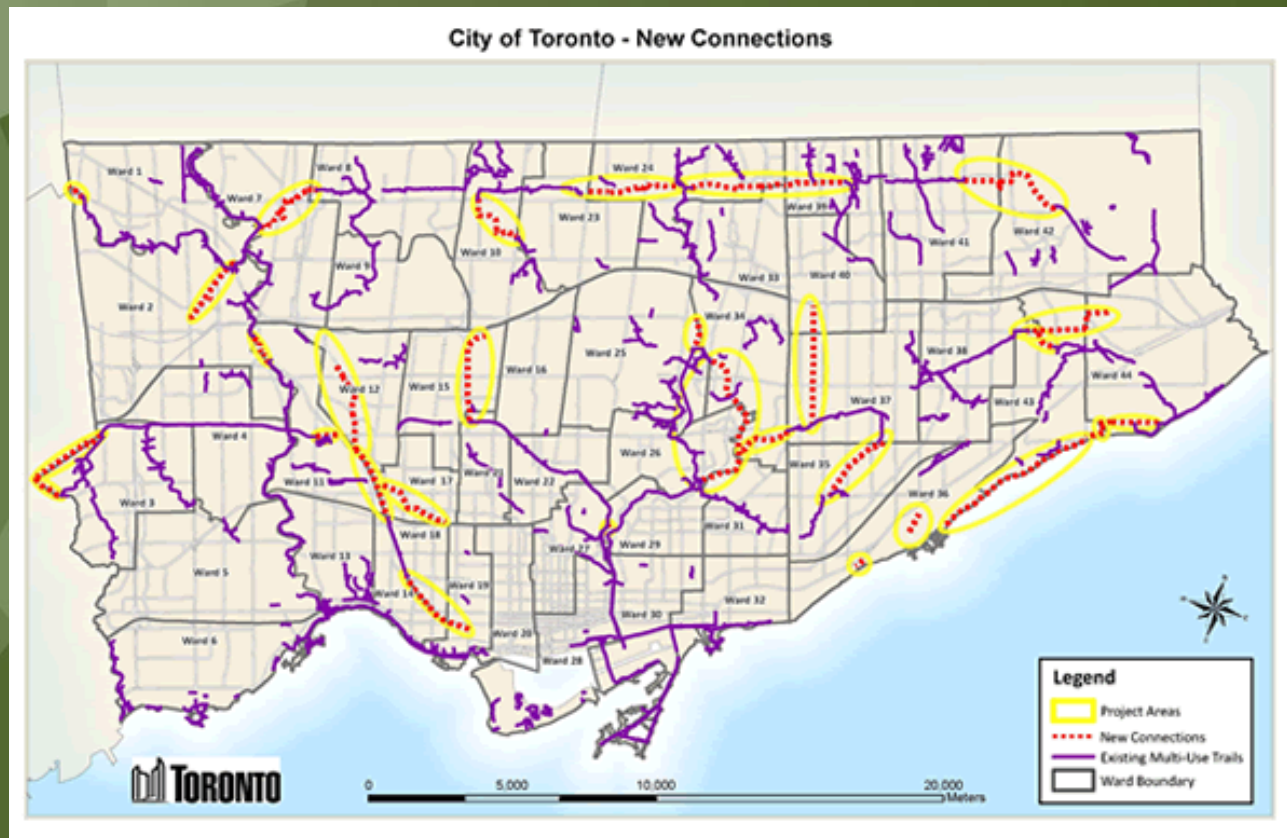 City of Toronto - New Connections
Ward 1
Ward 8
Ward 24
Ward 7
Ward 23
Ward 39
Ward 42
Ward 41
Ward 10
Ward 9
Ward 33
Ward 40
Ward 2
Ward 34
Ward 25
Ward 38
Ward 16
Ward 15
Ward 12
Ward 44
Ward 37
Ward 43
Ward 4
Ward 26
Ward 35
Ward 22
Ward 17
Ward 11
Ward 3
Ward 36
Ward 31
Ward 18
Ward 29
Ward 27
Ward 13
Ward 5
Ward 19
Ward 14
Ward 32
Ward 30
Ward 20
Ward 6
Ward 28
Legend
Project Areas
New Connections
Existing Multi-Use Trails
Ward Boundary
TORONTO
0 5,000 10,000 20,000
Meters